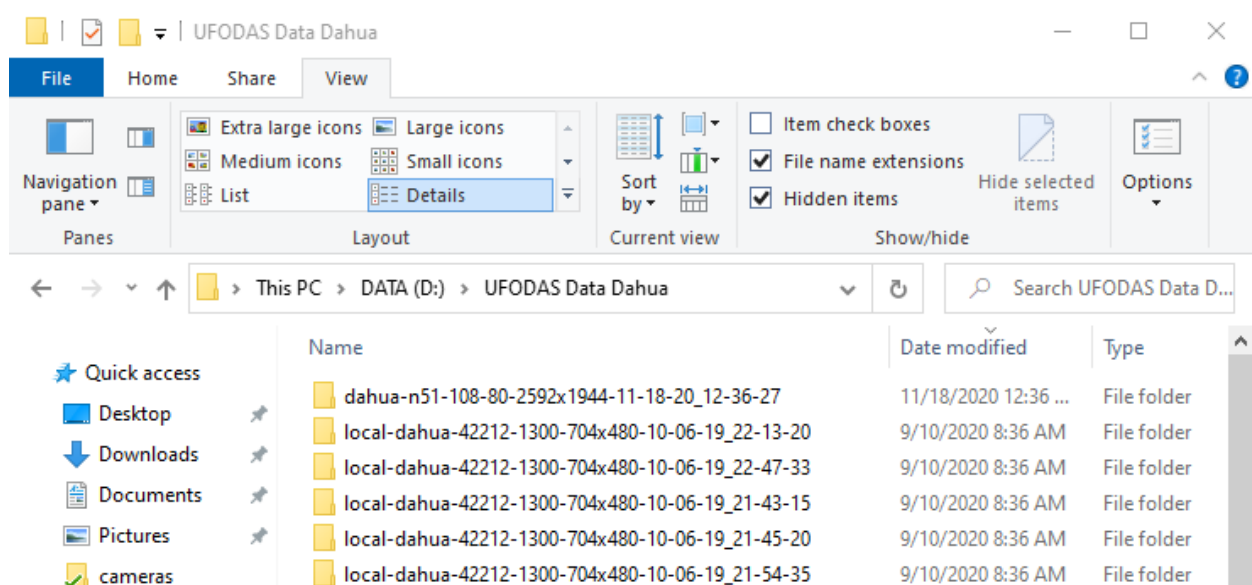 UFODAS Data Dahua
File Home Share View
Extra large icons Large icons
Medium icons Small icons
List Details
Navigation pane
Panes
Layout
Sort by
Current view
Item check boxes
File name extensions
Hidden items
Hide selected items
Show/hide
Options
This PC > DATA (D:) > UFODAS Data Dahua
Search UFODAS Data D...
Name Date modified Type
Quick access
Desktop
Downloads
Documents
Pictures
cameras
dahua-n51-108-80-2592x1944-11-18-20_12-36-27 11/18/2020 12:36 ... File folder
local-dahua-42212-1300-704x480-10-06-19_22-13-20 9/10/2020 8:36 AM File folder
local-dahua-42212-1300-704x480-10-06-19_22-47-33 9/10/2020 8:36 AM File folder
local-dahua-42212-1300-704x480-10-06-19_21-43-15 9/10/2020 8:36 AM File folder
local-dahua-42212-1300-704x480-10-06-19_21-45-20 9/10/2020 8:36 AM File folder
local-dahua-42212-1300-704x480-10-06-19_21-54-35 9/10/2020 8:36 AM File folder